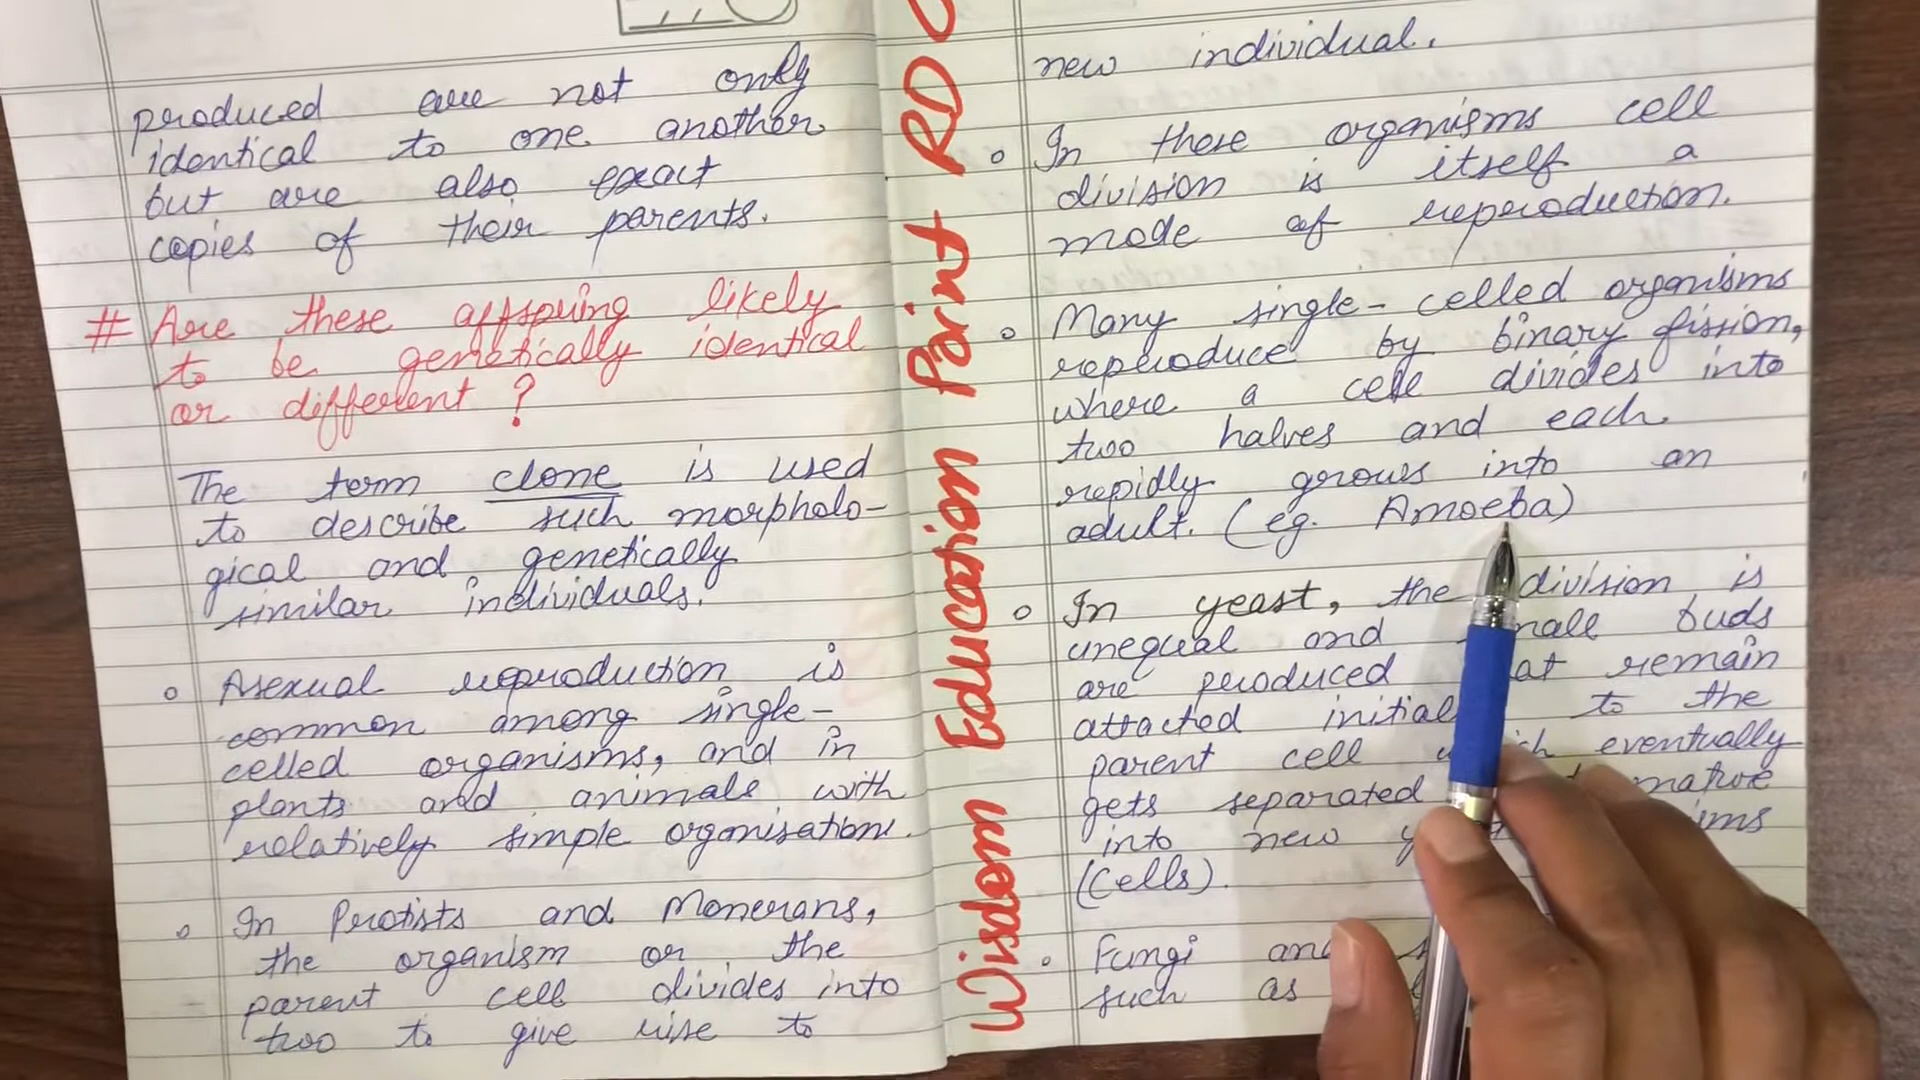 produced are not only
identical to one another
but are also exact
copies of their parents.
# Are these offspring likely
to be genetically identical
or different ?
The term clone is used
to describe such morpholo-
gical and genetically
similar individuals.
Asexual reproduction is
common among single-
celled organisms, and in
plants and animals with
relatively simple organisations.
In Protists and Monerans,
the organism or the
parent cell divides into
two to give rise to
Wisdom Education Point RD
new individual.
In these organisms cell
division is itself a
mode of reproduction.
Many single-celled organisms
reproduce by binary fission,
where a cell divides into
two halves and each
repidly grows into an
adult. (eg. Amoeba)
In yeast, the division is
unequal and buds
are produced remain
attacted to the
parent cell eventually
gets separated mature
into new
(Cells).
Fungi and
such as